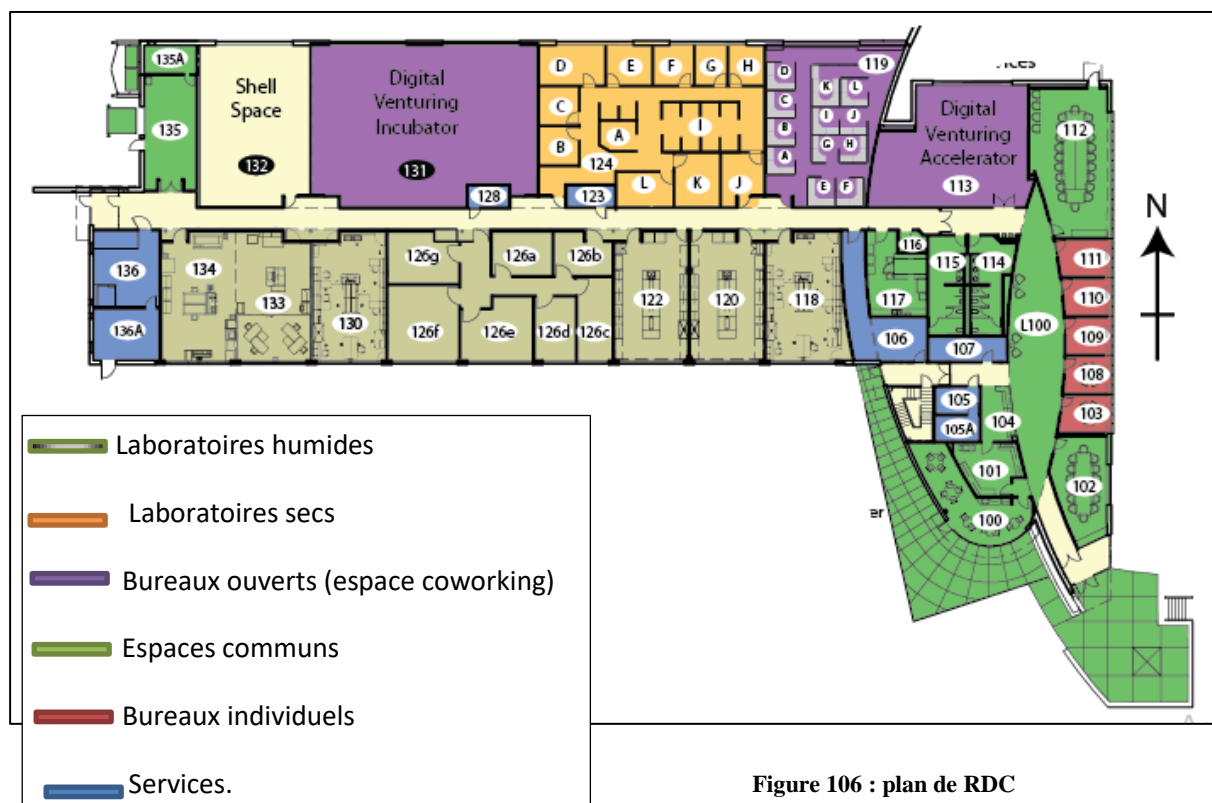 135A
135
Shell
Space
132
Digital
Venturing
Incubator
131
128
D
E
F
G
H
C
B
A
I
124
L
K
J
123
119
D
C
B
A
K
L
I
J
G
H
E
F
Digital
Venturing
Accelerator
113
112
N
136
136A
134
133
130
126g
126a
126b
126f
126e
126d
126c
122
120
118
116
117
115
114
106
107
L100
111
110
109
108
103
105
105A
104
101
100
102
er
Laboratoires humides
Laboratoires secs
Bureaux ouverts (espace coworking)
Espaces communs
Bureaux individuels
Services.
Figure 106 : plan de RDC